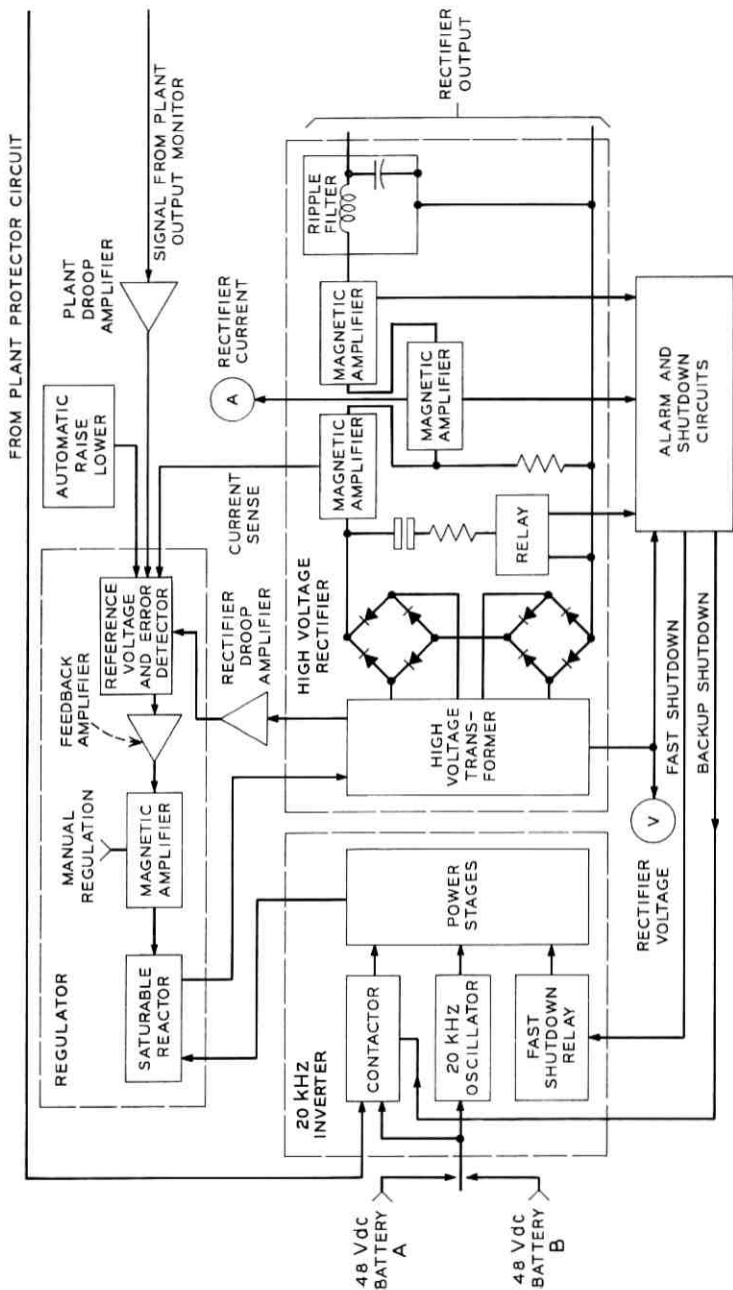 FROM PLANT PROTECTOR CIRCUIT
SIGNAL FROM PLANT
OUTPUT MONITOR
PLANT
DROOP
AMPLIFIER
AUTOMATIC
RAISE
LOWER
REGULATOR
MANUAL
REGULATION
FEEDBACK
AMPLIFIER
SATURABLE
REACTOR
MAGNETIC
AMPLIFIER
REFERENCE
VOLTAGE
AND ERROR
DETECTOR
CURRENT
SENSE
RECTIFIER
DROOP
AMPLIFIER
A
RECTIFIER
CURRENT
20 kHz
INVERTER
CONTACTOR
20 kHz
OSCILLATOR
FAST
SHUTDOWN
RELAY
POWER
STAGES
48 Vdc
BATTERY
A
48 Vdc
BATTERY
B
HIGH VOLTAGE
RECTIFIER
HIGH
VOLTAGE
TRANS-
FORMER
MAGNETIC
AMPLIFIER
MAGNETIC
AMPLIFIER
MAGNETIC
AMPLIFIER
RELAY
RIPPLE
FILTER
RECTIFIER
OUTPUT
V
RECTIFIER
VOLTAGE
FAST SHUTDOWN
BACKUP SHUTDOWN
ALARM AND
SHUTDOWN
CIRCUITS